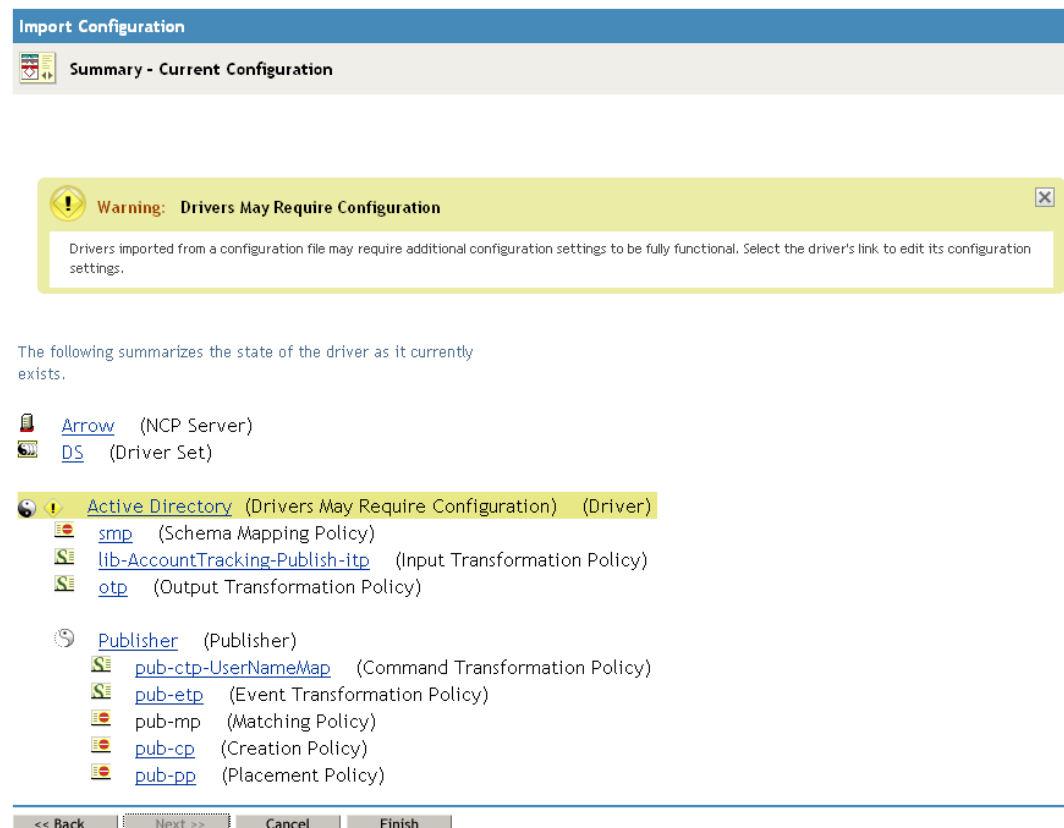 Import Configuration
Summary - Current Configuration
Warning: Drivers May Require Configuration
Drivers imported from a configuration file may require additional configuration settings to be fully functional. Select the driver's link to edit its configuration
settings.
The following summarizes the state of the driver as it currently
exists.
Arrow (NCP Server)
DS (Driver Set)
Active Directory (Drivers May Require Configuration) (Driver)
smp (Schema Mapping Policy)
lib-AccountTracking-Publish-itp (Input Transformation Policy)
otp (Output Transformation Policy)
Publisher (Publisher)
pub-ctp-UserNameMap (Command Transformation Policy)
pub-etp (Event Transformation Policy)
pub-mp (Matching Policy)
pub-cp (Creation Policy)
pub-pp (Placement Policy)
<< Back Next >> Cancel Finish